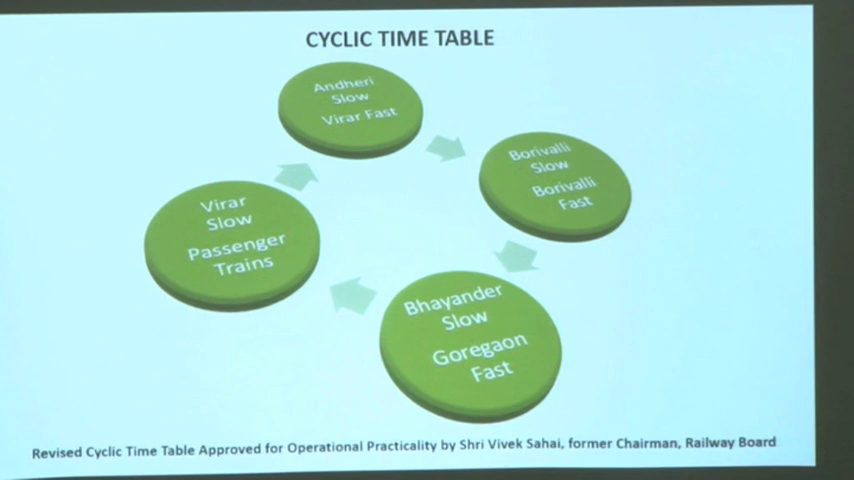 CYCLIC TIME TABLE
Andheri
Slow
Virar Fast
Borivalli
Slow
Borivalli
Fast
Bhayander
Slow
Goregaon
Fast
Virar
Slow
Passenger
Trains
Revised Cyclic Time Table Approved for Operational Practicality by Shri Vivek Sahai, former Chairman, Railway Board